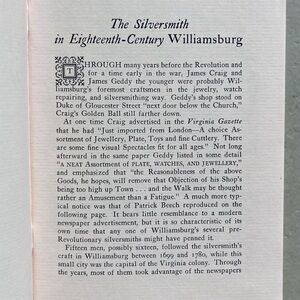 The Silversmith
in Eighteenth-Century Williamsburg
THROUGH many years before the Revolution and
for a time early in the war, James Craig and
James Geddy the younger were probably Wil-
liamsburg's foremost craftsmen in the jewelry, watch
repairing, and silversmithing way. Geddy's shop stood on
Duke of Gloucester Street "next door below the Church,"
Craig's Golden Ball still farther down.
At one time Craig advertised in the Virginia Gazette
that he had "Just imported from London—A choice As-
sortment of Jewellery, Plate, Toys and fine Cuttlery. There
are some fine visual Spectacles fit for all ages." Not long
afterward in the same paper Geddy listed in some detail
"A NEAT Assortment of PLATE, WATCHES, AND JEWELLERY,"
and emphasized that "the Reasonableness of the above
Goods, he hopes, will remove that Objection of his Shop's
being too high up Town . . . and the Walk may be thought
rather an Amusement than a Fatigue." A much more typ-
ical notice was that of Patrick Beech reproduced on the
following page. It bears little resemblance to a modern
newspaper advertisement, but it is so characteristic of its
own time that any one of Williamsburg's several pre-
Revolutionary silversmiths might have penned it.
Fifteen men, possibly sixteen, followed the silversmith's
craft in Williamsburg between 1699 and 1780, while this
small city was the capital of the Virginia colony. Through
the years, most of them took advantage of the newspapers